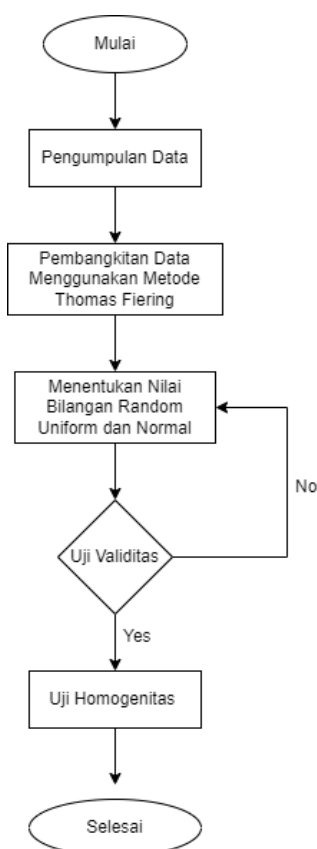 Mulai
Pengumpulan Data
Pembangkitan Data
Menggunakan Metode
Thomas Fiering
Menentukan Nilai
Bilangan Random
Uniform dan Normal
No
Uji Validitas
Yes
Uji Homogenitas
Selesai